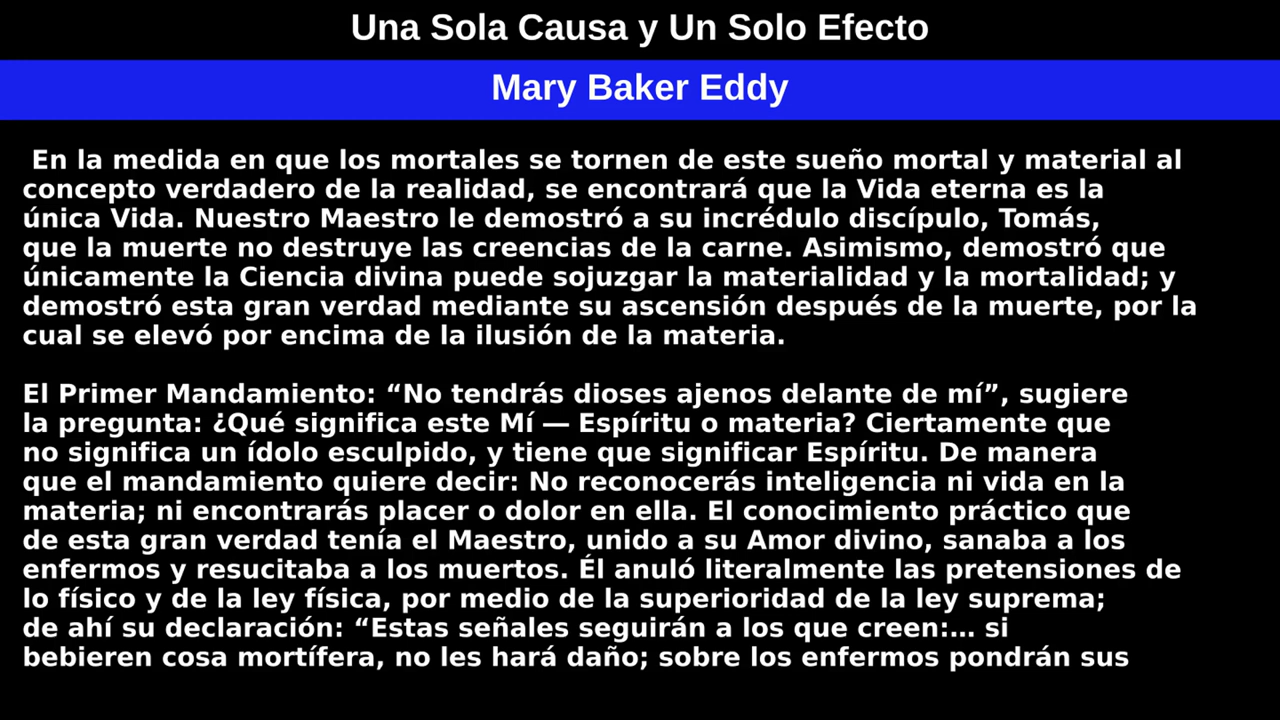 Una Sola Causa y Un Solo Efecto
Mary Baker Eddy
En la medida en que los mortales se tornen de este sueño mortal y material al
concepto verdadero de la realidad, se encontrará que la Vida eterna es la
única Vida. Nuestro Maestro le demostró a su incrédulo discípulo, Tomás,
que la muerte no destruye las creencias de la carne. Asimismo, demostró que
únicamente la Ciencia divina puede sojuzgar la materialidad y la mortalidad; y
demostró esta gran verdad mediante su ascensión después de la muerte, por la
cual se elevó por encima de la ilusión de la materia.
El Primer Mandamiento: “No tendrás dioses ajenos delante de mí”, sugiere
la pregunta: ¿Qué significa este Mí — Espíritu o materia? Ciertamente que
no significa un ídolo esculpido, y tiene que significar Espíritu. De manera
que el mandamiento quiere decir: No reconocerás inteligencia ni vida en la
materia; ni encontrarás placer o dolor en ella. El conocimiento práctico que
de esta gran verdad tenía el Maestro, unido a su Amor divino, sanaba a los
enfermos y resucitaba a los muertos. Él anuló literalmente las pretensiones de
lo físico y de la ley física, por medio de la superioridad de la ley suprema;
de ahí su declaración: “Estas señales seguirán a los que creen:… si
bebieren cosa mortífera, no les hará daño; sobre los enfermos pondrán sus